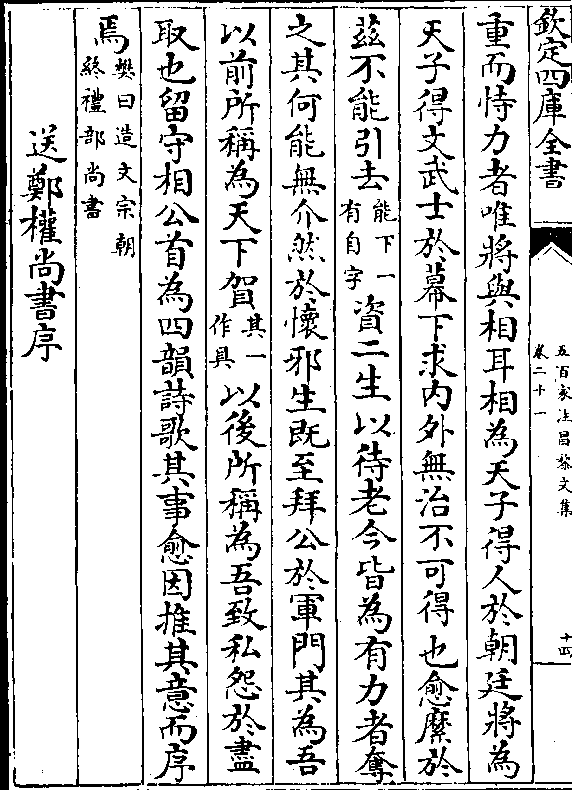 欽定四庫全書
五百家注昌黎文集
卷二十一
十四
重而恃力者唯將與相耳相為天子得人於朝廷將為
天子得文武士於幕下求內外無治不可得也愈縻於
茲不能引去能下一有自字資二生以待老今皆為有力者奪
之其何能無介然於懷邪生既至拜公於軍門其為吾
以前所稱為天下賀其一作具以後所稱為吾致私怨於盡
取也留守相公首為四韻詩歌其事愈因推其意而序
焉樊曰造文宗朝終禮部尚書
送鄭權尚書序